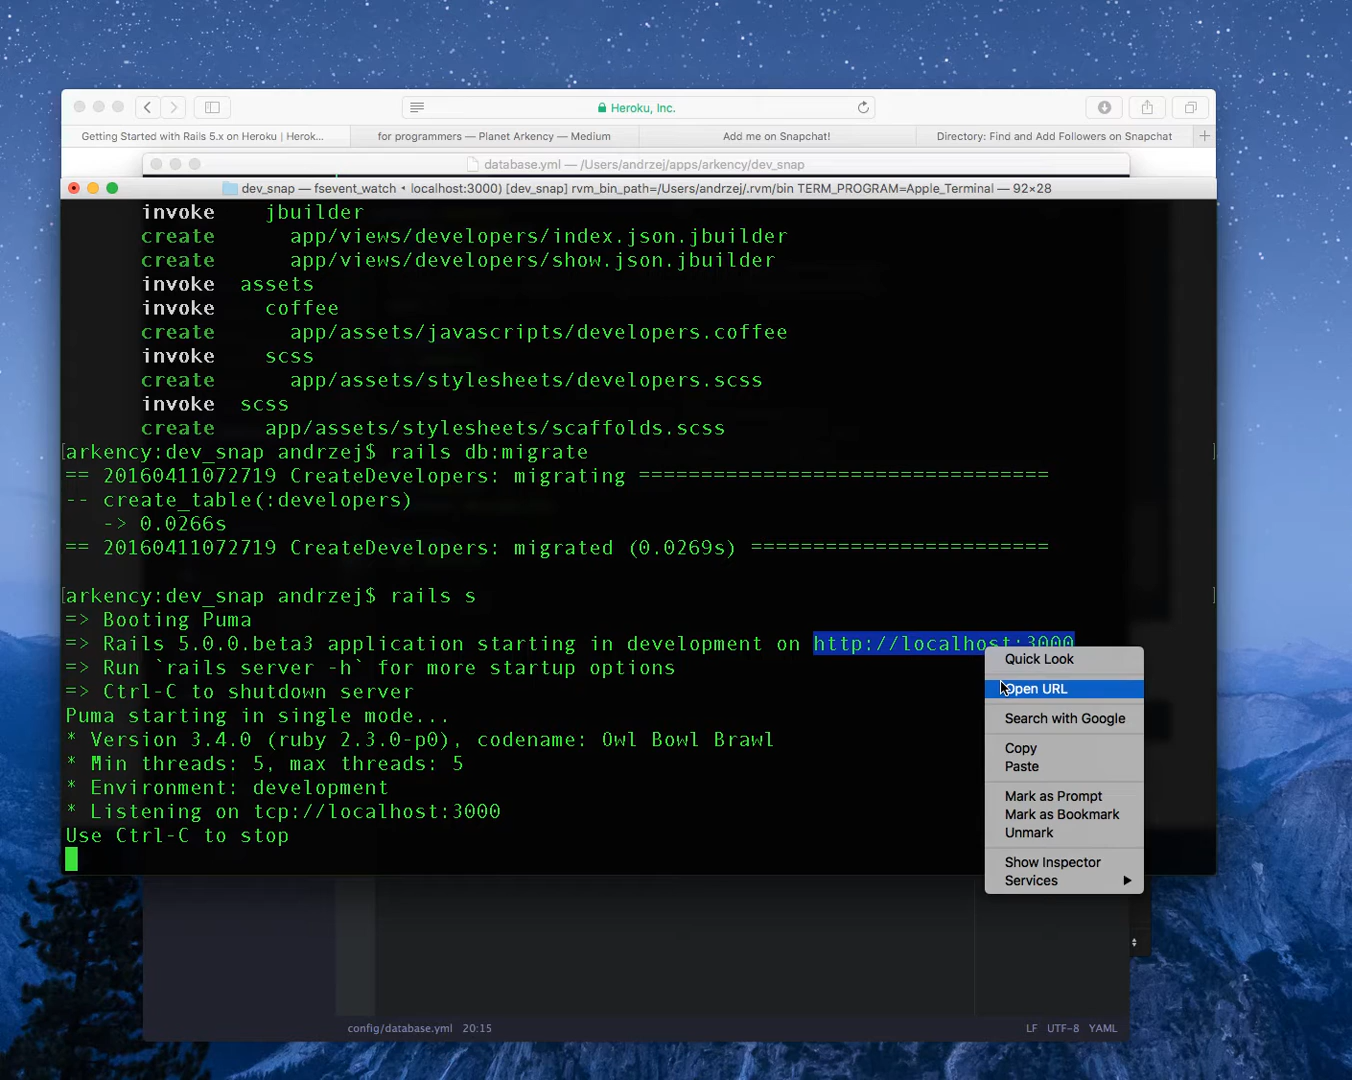 Heroku, Inc.
Getting Started with Rails 5.x on Heroku | Herok...
for programmers — Planet Arkency — Medium
Add me on Snapchat!
Directory: Find and Add Followers on Snapchat
database.yml — /Users/andrzej/apps/arkency/dev_snap
dev_snap — fsevent_watch ◂ localhost:3000) [dev_snap] rvm_bin_path=/Users/andrzej/.rvm/bin TERM_PROGRAM=Apple_Terminal — 92×28
invoke    jbuilder
create      app/views/developers/index.json.jbuilder
create      app/views/developers/show.json.jbuilder
invoke  assets
invoke    coffee
create      app/assets/javascripts/developers.coffee
invoke    scss
create      app/assets/stylesheets/developers.scss
invoke  scss
create    app/assets/stylesheets/scaffolds.scss
[arkency:dev_snap andrzej$ rails db:migrate ]
== 20160411072719 CreateDevelopers: migrating =================================
-- create_table(:developers)
   -> 0.0266s
== 20160411072719 CreateDevelopers: migrated (0.0269s) ========================
[arkency:dev_snap andrzej$ rails s ]
=> Booting Puma
=> Rails 5.0.0.beta3 application starting in development on http://localhost:3000
=> Run `rails server -h` for more startup options
=> Ctrl-C to shutdown server
Puma starting in single mode...
* Version 3.4.0 (ruby 2.3.0-p0), codename: Owl Bowl Brawl
* Min threads: 5, max threads: 5
* Environment: development
* Listening on tcp://localhost:3000
Use Ctrl-C to stop
Quick Look
Open URL
Search with Google
Copy
Paste
Mark as Prompt
Mark as Bookmark
Unmark
Show Inspector
Services
config/database.yml 20:15
LF UTF-8 YAML